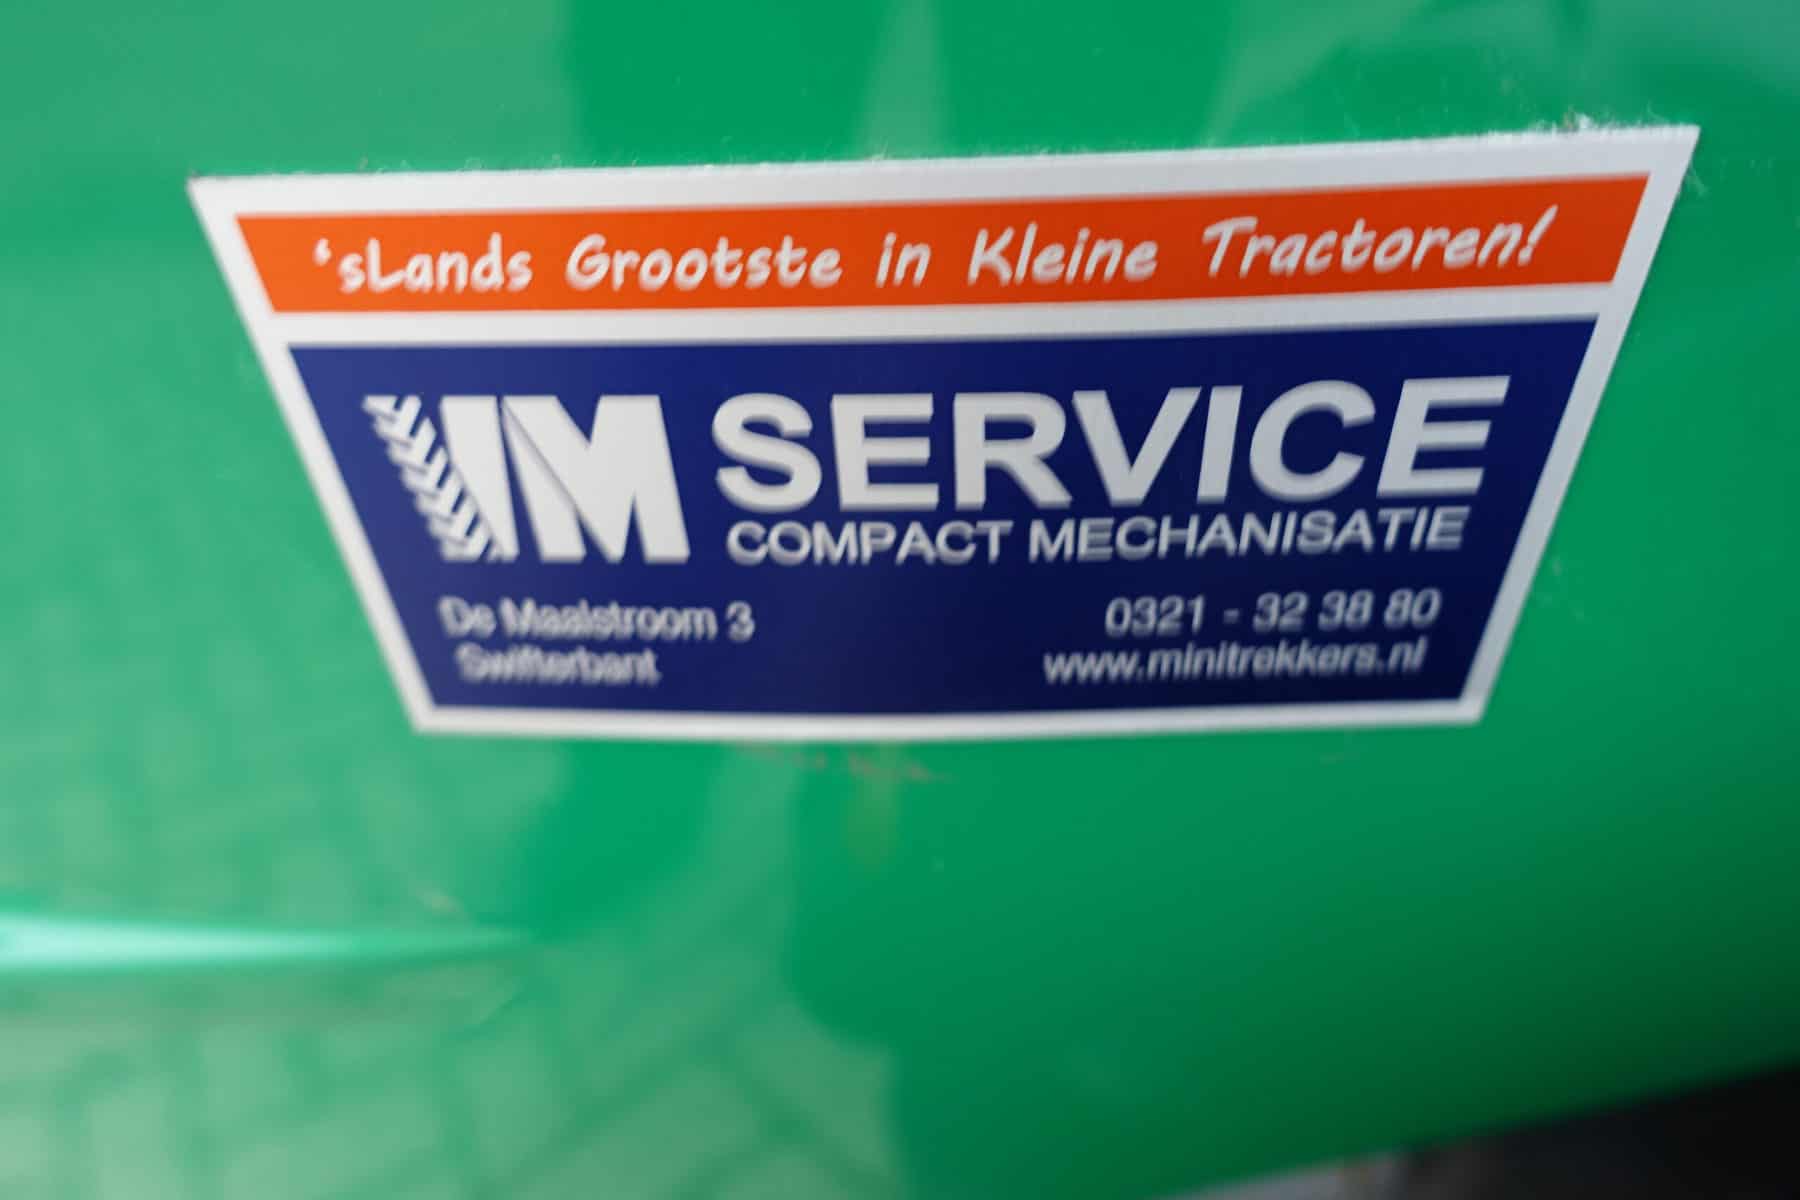 'sLands Grootste in Kleine Tractoren!
IM SERVICE
COMPACT MECHANISATIE
De Maalstroom 3
Swifterbant
0321 - 32 38 80
www.minitrekkers.nl